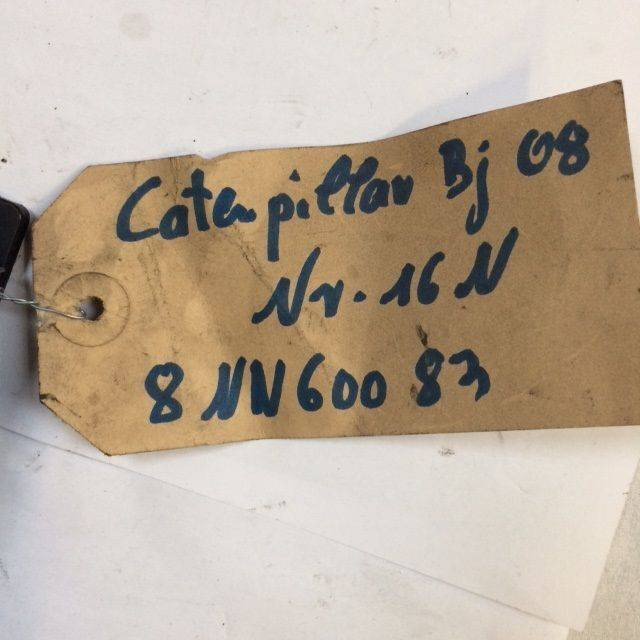 Caterpillar Bj 08
Nr. 16 N
8 NN600 83